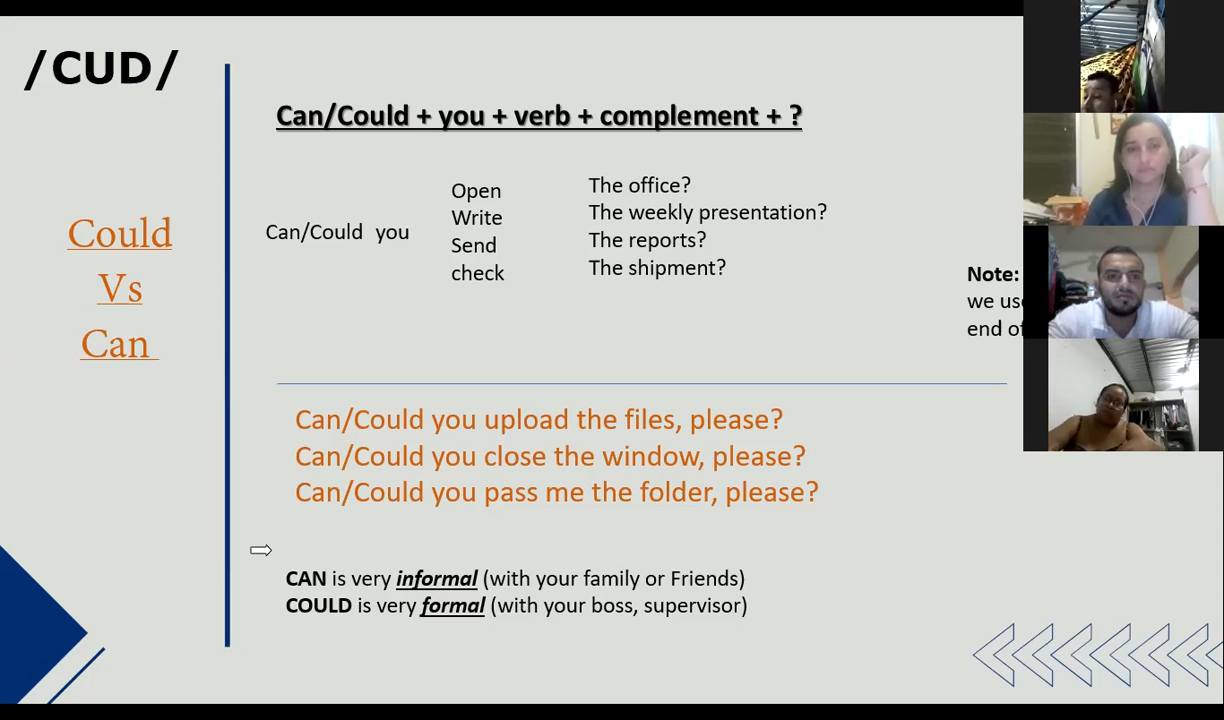 /CUD/
Could
Vs
Can
Can/Could + you + verb + complement + ?
Can/Could you
Open
Write
Send
check
The office?
The weekly presentation?
The reports?
The shipment?
Note:
we
end
Can/Could you upload the files, please?
Can/Could you close the window, please?
Can/Could you pass me the folder, please?
CAN is very informal (with your family or Friends)
COULD is very formal (with your boss, supervisor)